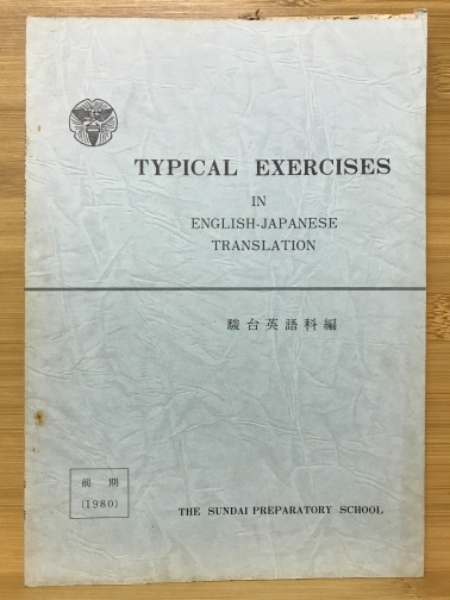 TYPICAL EXERCISES
IN
ENGLISH-JAPANESE
TRANSLATION
駿台英語科編
前期
(1980)
THE SUNDAI PREPARATORY SCHOOL